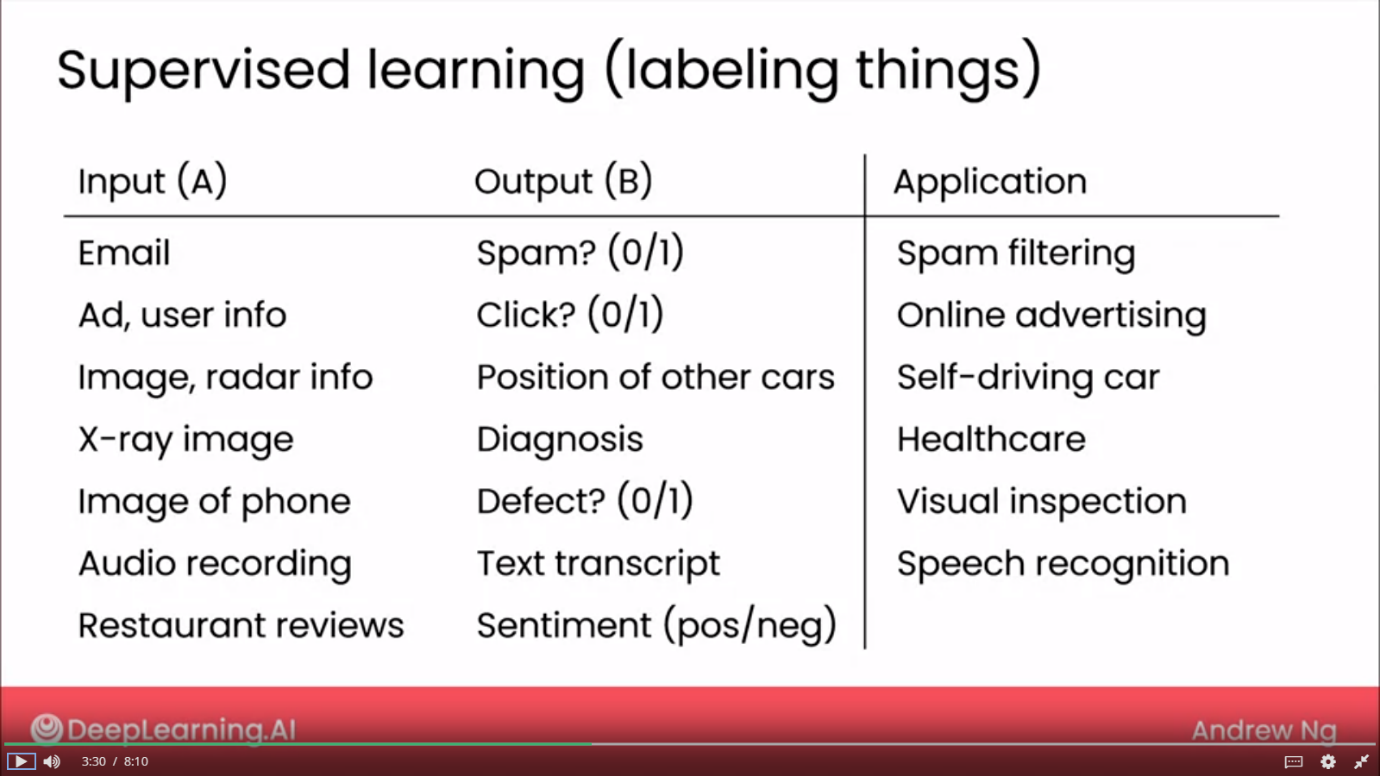 Supervised learning (labeling things)
Input (A) Output (B) Application
Email Spam? (0/1) Spam filtering
Ad, user info Click? (0/1) Online advertising
Image, radar info Position of other cars Self-driving car
X-ray image Diagnosis Healthcare
Image of phone Defect? (0/1) Visual inspection
Audio recording Text transcript Speech recognition
Restaurant reviews Sentiment (pos/neg)
DeepLearning.AI Andrew Ng
3:30 / 8:10